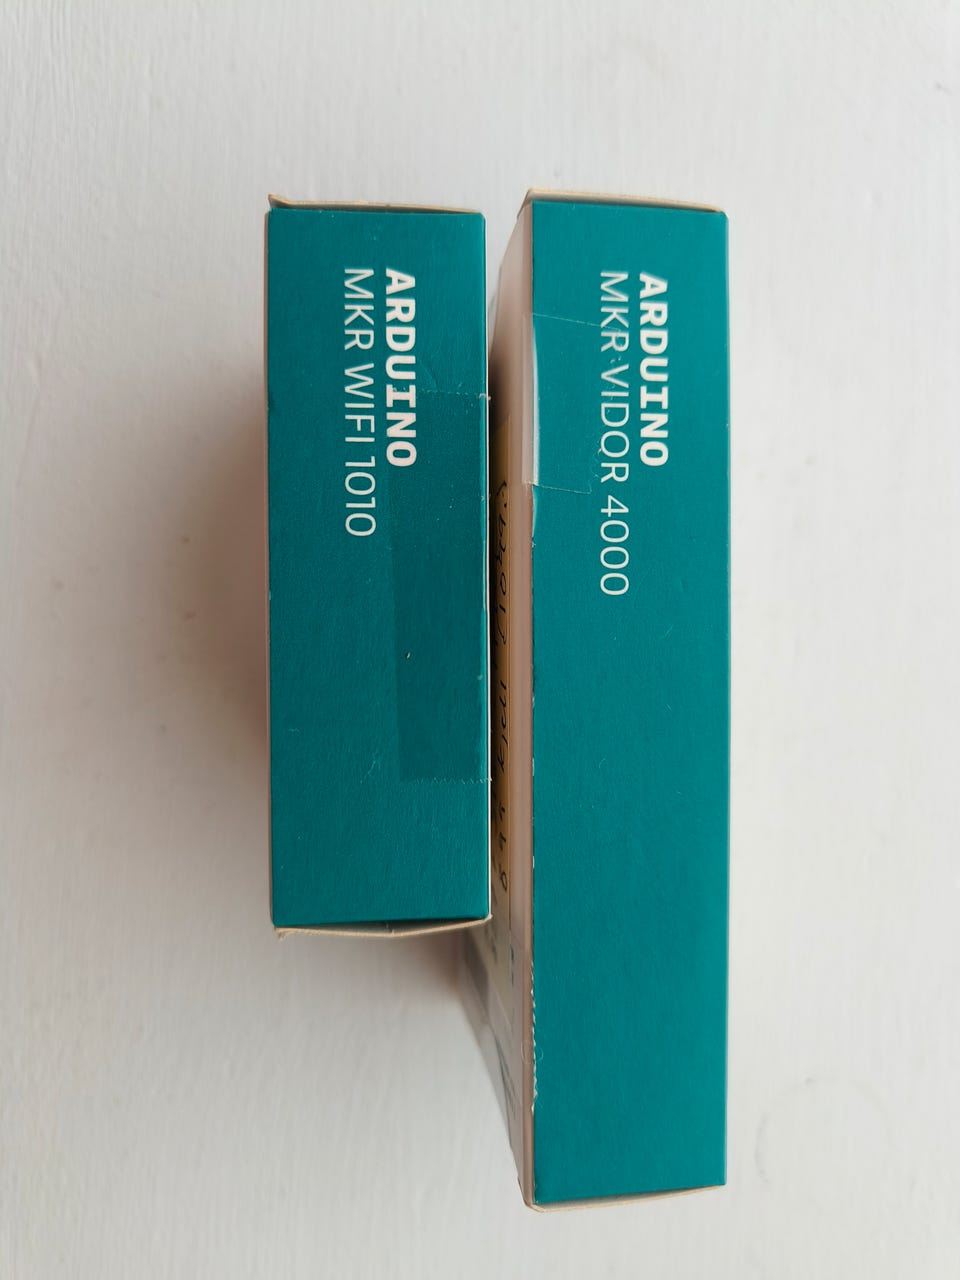 ARDUINO
MKR WIFI 1010
ARDUINO
MKR VIDOR 4000